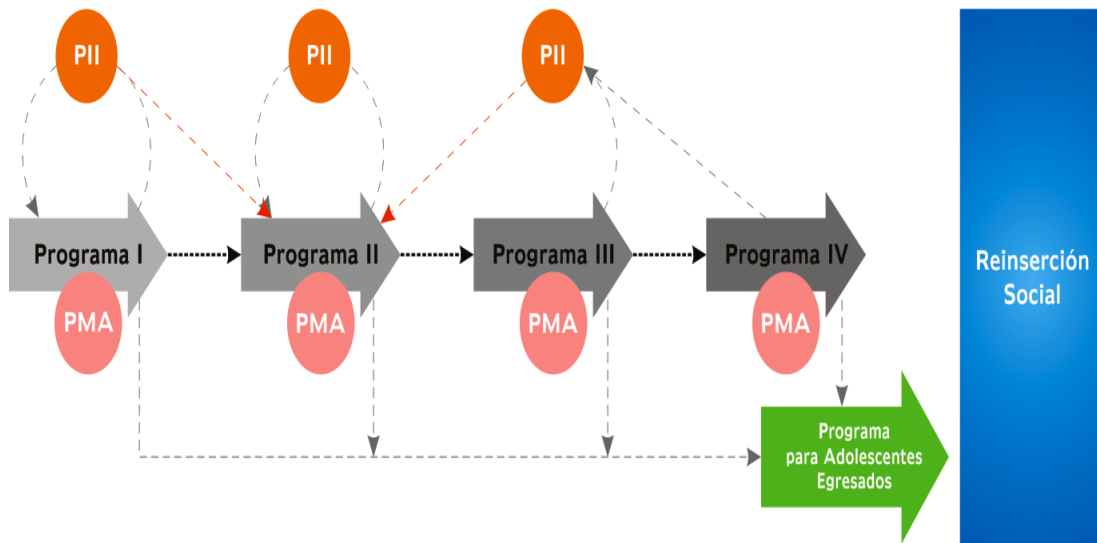 PII
PII
PII
Programa I
Programa II
Programa III
Programa IV
PMA
PMA
PMA
PMA
Programa
para Adolescentes
Egresados
Reinserción
Social